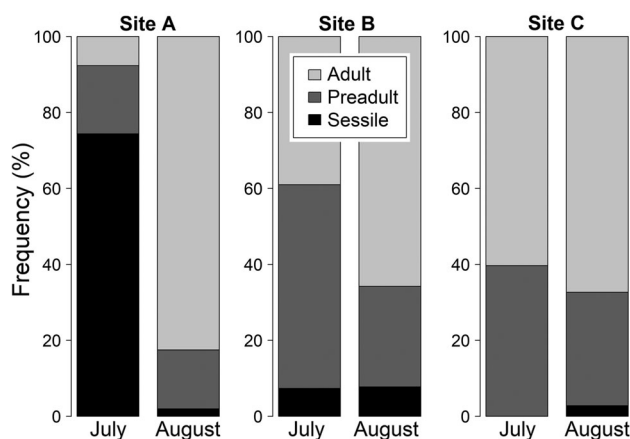 Site A Site B Site C
Frequency (%)
100 100 100
80 80 80
60 60 60
40 40 40
20 20 20
0 0 0
Adult
Preadult
Sessile
July August July August July August